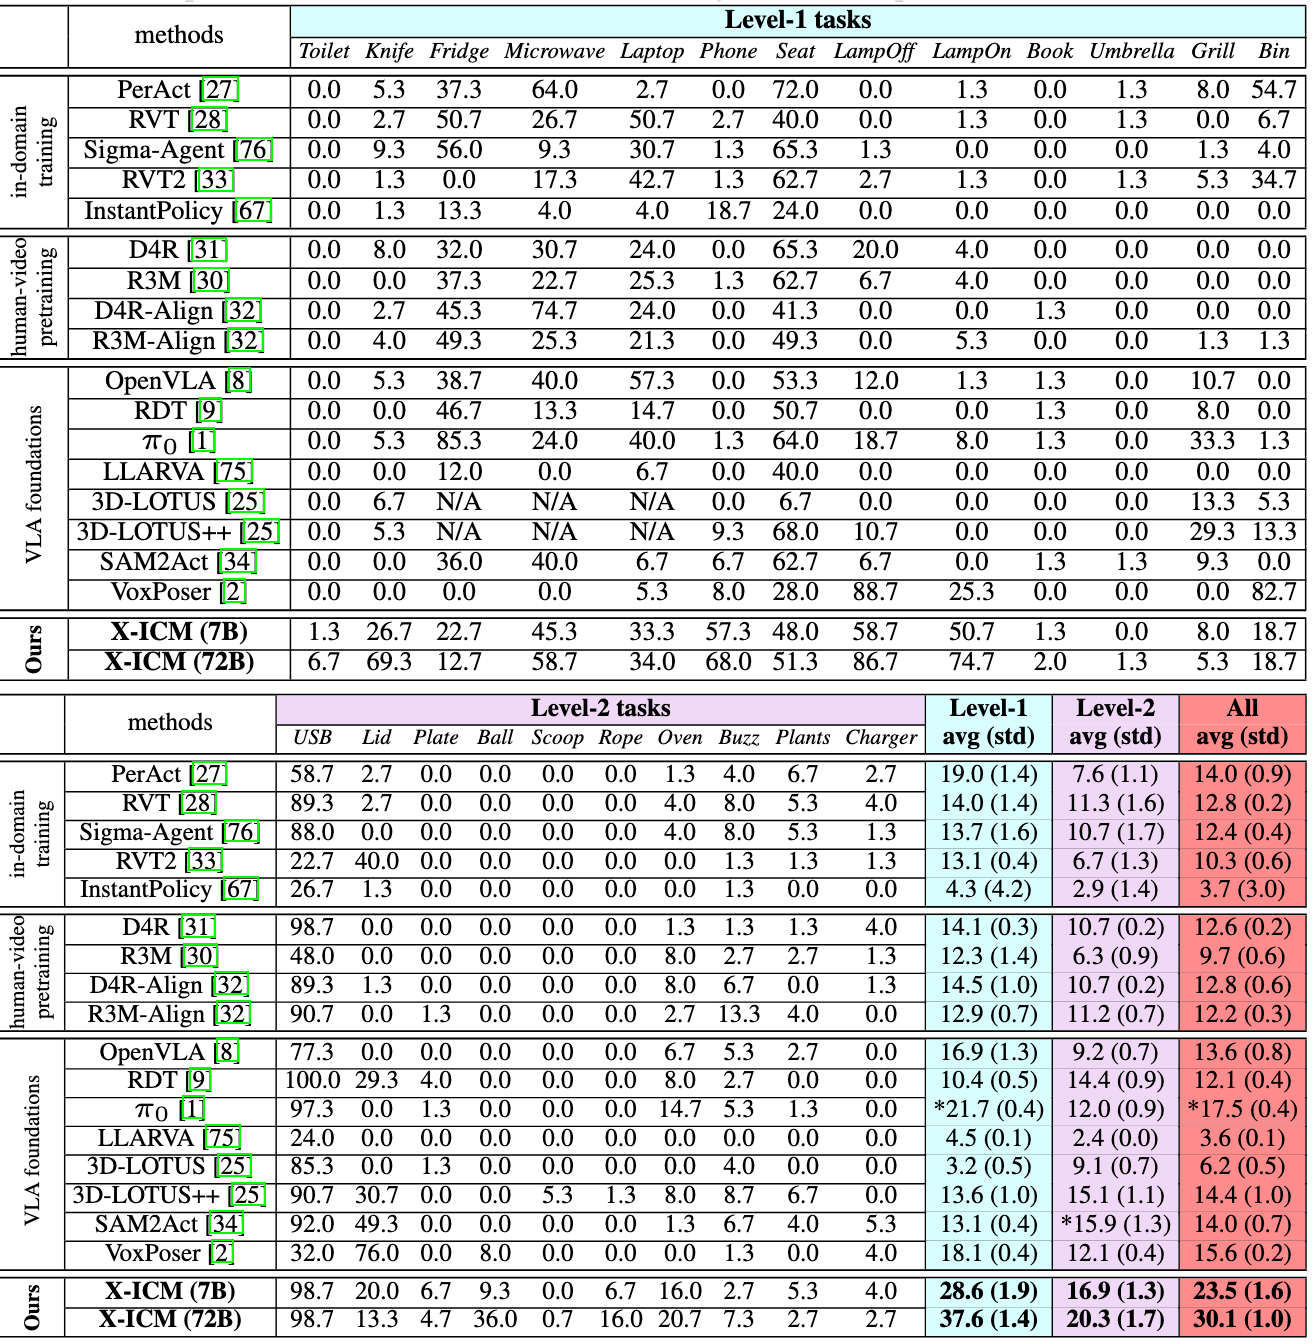 methods Level-1 tasks
Toilet Knife Fridge Microwave Laptop Phone Seat LampOff LampOn Book Umbrella Grill Bin
in-domain training
PerAct [27] 0.0 5.3 37.3 64.0 2.7 0.0 72.0 0.0 1.3 0.0 1.3 8.0 54.7
RVT [28] 0.0 2.7 50.7 26.7 50.7 2.7 40.0 0.0 1.3 0.0 1.3 0.0 6.7
Sigma-Agent [76] 0.0 9.3 56.0 9.3 30.7 1.3 65.3 1.3 0.0 0.0 0.0 1.3 4.0
RVT2 [33] 0.0 1.3 0.0 17.3 42.7 1.3 62.7 2.7 1.3 0.0 1.3 5.3 34.7
InstantPolicy [67] 0.0 1.3 13.3 4.0 4.0 18.7 24.0 0.0 0.0 0.0 0.0 0.0 0.0
human-video pretraining
D4R [31] 0.0 8.0 32.0 30.7 24.0 0.0 65.3 20.0 4.0 0.0 0.0 0.0 0.0
R3M [30] 0.0 0.0 37.3 22.7 25.3 1.3 62.7 6.7 4.0 0.0 0.0 0.0 0.0
D4R-Align [32] 0.0 2.7 45.3 74.7 24.0 0.0 41.3 0.0 0.0 1.3 0.0 0.0 0.0
R3M-Align [32] 0.0 4.0 49.3 25.3 21.3 0.0 49.3 0.0 5.3 0.0 0.0 1.3 1.3
VLA foundations
OpenVLA [8] 0.0 5.3 38.7 40.0 57.3 0.0 53.3 12.0 1.3 1.3 0.0 10.7 0.0
RDT [9] 0.0 0.0 46.7 13.3 14.7 0.0 50.7 0.0 0.0 1.3 0.0 8.0 0.0
π0 [1] 0.0 5.3 85.3 24.0 40.0 1.3 64.0 18.7 8.0 1.3 0.0 33.3 1.3
LLARVA [75] 0.0 0.0 12.0 0.0 6.7 0.0 40.0 0.0 0.0 0.0 0.0 0.0 0.0
3D-LOTUS [25] 0.0 6.7 N/A N/A N/A 0.0 6.7 0.0 0.0 0.0 0.0 13.3 5.3
3D-LOTUS++ [25] 0.0 5.3 N/A N/A N/A 9.3 68.0 10.7 0.0 0.0 0.0 29.3 13.3
SAM2Act [34] 0.0 0.0 36.0 40.0 6.7 6.7 62.7 6.7 0.0 1.3 1.3 9.3 0.0
VoxPoser [2] 0.0 0.0 0.0 0.0 5.3 8.0 28.0 88.7 25.3 0.0 0.0 0.0 82.7
Ours
X-ICM (7B) 1.3 26.7 22.7 45.3 33.3 57.3 48.0 58.7 50.7 1.3 0.0 8.0 18.7
X-ICM (72B) 6.7 69.3 12.7 58.7 34.0 68.0 51.3 86.7 74.7 2.0 1.3 5.3 18.7
methods Level-2 tasks Level-1 avg (std) Level-2 avg (std) All avg (std)
USB Lid Plate Ball Scoop Rope Oven Buzz Plants Charger
in-domain training
PerAct [27] 58.7 2.7 0.0 0.0 0.0 0.0 1.3 4.0 6.7 2.7 19.0 (1.4) 7.6 (1.1) 14.0 (0.9)
RVT [28] 89.3 2.7 0.0 0.0 0.0 0.0 4.0 8.0 5.3 4.0 14.0 (1.4) 11.3 (1.6) 12.8 (0.2)
Sigma-Agent [76] 88.0 0.0 0.0 0.0 0.0 0.0 4.0 8.0 5.3 1.3 13.7 (1.6) 10.7 (1.7) 12.4 (0.4)
RVT2 [33] 22.7 40.0 0.0 0.0 0.0 0.0 0.0 1.3 1.3 1.3 13.1 (0.4) 6.7 (1.3) 10.3 (0.6)
InstantPolicy [67] 26.7 1.3 0.0 0.0 0.0 0.0 0.0 1.3 0.0 0.0 4.3 (4.2) 2.9 (1.4) 3.7 (3.0)
human-video pretraining
D4R [31] 98.7 0.0 0.0 0.0 0.0 0.0 1.3 1.3 1.3 4.0 14.1 (0.3) 10.7 (0.2) 12.6 (0.2)
R3M [30] 48.0 0.0 0.0 0.0 0.0 0.0 8.0 2.7 2.7 1.3 12.3 (1.4) 6.3 (0.9) 9.7 (0.6)
D4R-Align [32] 89.3 1.3 0.0 0.0 0.0 0.0 8.0 6.7 0.0 1.3 14.5 (1.0) 10.7 (0.2) 12.8 (0.6)
R3M-Align [32] 90.7 0.0 1.3 0.0 0.0 0.0 2.7 13.3 4.0 0.0 12.9 (0.7) 11.2 (0.7) 12.2 (0.3)
VLA foundations
OpenVLA [8] 77.3 0.0 0.0 0.0 0.0 0.0 6.7 5.3 2.7 0.0 16.9 (1.3) 9.2 (0.7) 13.6 (0.8)
RDT [9] 100.0 29.3 4.0 0.0 0.0 0.0 8.0 2.7 0.0 0.0 10.4 (0.5) 14.4 (0.9) 12.1 (0.4)
π0 [1] 97.3 0.0 1.3 0.0 0.0 0.0 14.7 5.3 1.3 0.0 *21.7 (0.4) 12.0 (0.9) *17.5 (0.4)
LLARVA [75] 24.0 0.0 0.0 0.0 0.0 0.0 0.0 0.0 0.0 0.0 4.5 (0.1) 2.4 (0.0) 3.6 (0.1)
3D-LOTUS [25] 85.3 0.0 1.3 0.0 0.0 0.0 0.0 4.0 0.0 0.0 3.2 (0.5) 9.1 (0.7) 6.2 (0.5)
3D-LOTUS++ [25] 90.7 30.7 0.0 0.0 5.3 1.3 8.0 8.7 6.7 0.0 13.6 (1.0) 15.1 (1.1) 14.4 (1.0)
SAM2Act [34] 92.0 49.3 0.0 0.0 0.0 0.0 1.3 6.7 4.0 5.3 13.1 (0.4) *15.9 (1.3) 14.0 (0.7)
VoxPoser [2] 32.0 76.0 0.0 8.0 0.0 0.0 0.0 1.3 0.0 4.0 18.1 (0.4) 12.1 (0.4) 15.6 (0.2)
Ours
X-ICM (7B) 98.7 20.0 6.7 9.3 0.0 6.7 16.0 2.7 5.3 4.0 28.6 (1.9) 16.9 (1.3) 23.5 (1.6)
X-ICM (72B) 98.7 13.3 4.7 36.0 0.7 16.0 20.7 7.3 2.7 2.7 37.6 (1.4) 20.3 (1.7) 30.1 (1.0)